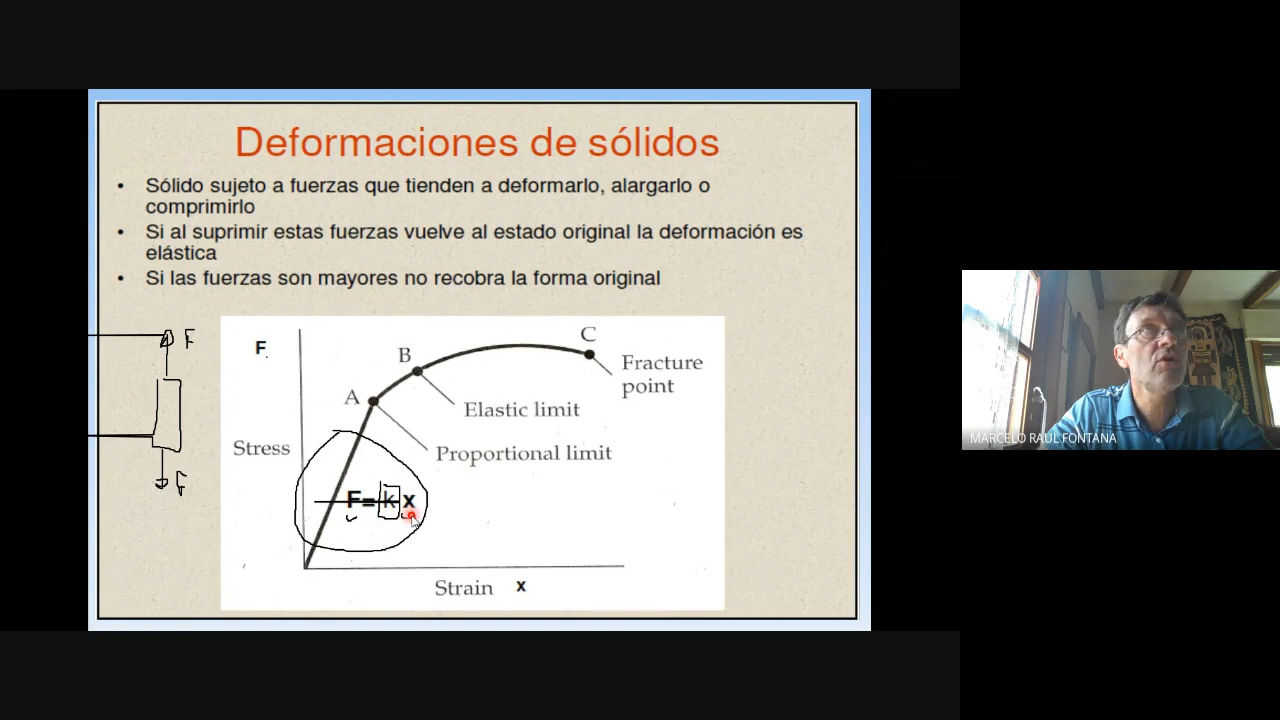 Deformaciones de sólidos
• Sólido sujeto a fuerzas que tienden a deformarlo, alargarlo o
comprimirlo
• Si al suprimir estas fuerzas vuelve al estado original la deformación es
elástica
• Si las fuerzas son mayores no recobra la forma original
F
F
F
C
B
A
Fracture
point
Elastic limit
Proportional limit
Stress
F= k x
Strain x
MARCELO RAUL FONTANA